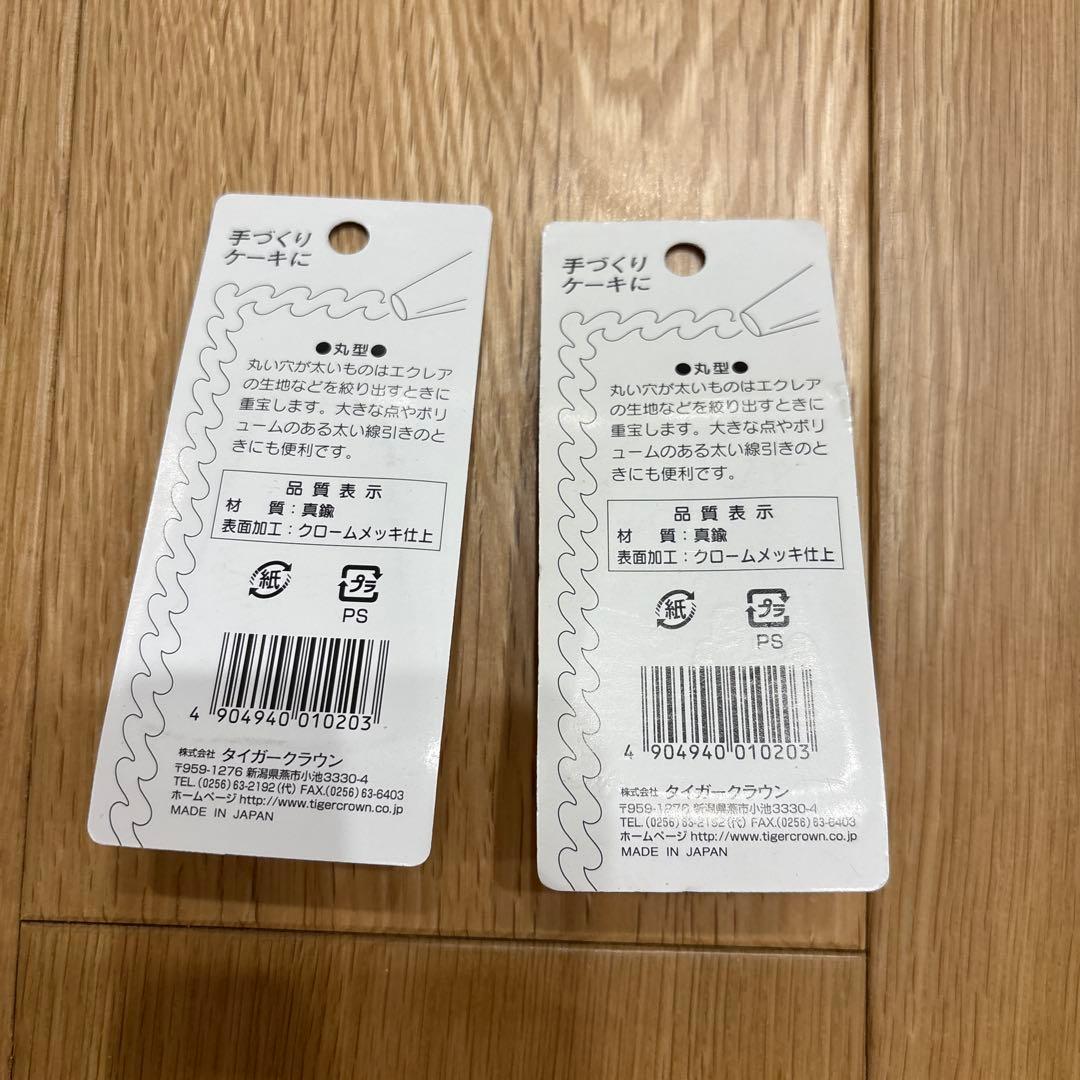 手づくり
ケーキに
●丸型●
丸い穴が太いものはエクレア
の生地などを絞り出すときに
重宝します。大きな点やボリ
ュームのある太い線引きのと
きにも便利です。
品質表示
材　質：真鍮
表面加工：クロームメッキ仕上
紙
プラ
PS
4 904940 010203
株式会社 タイガークラウン
〒959-1276 新潟県燕市小池3330-4
TEL.(0256)63-2192(代) FAX.(0256)63-6403
ホームページ http://www.tigercrown.co.jp
MADE IN JAPAN
手づくり
ケーキに
●丸型●
丸い穴が太いものはエクレア
の生地などを絞り出すときに
重宝します。大きな点やボリ
ュームのある太い線引きのと
きにも便利です。
品質表示
材　質：真鍮
表面加工：クロームメッキ仕上
紙
プラ
PS
4 904940 010203
株式会社 タイガークラウン
〒959-1276 新潟県燕市小池3330-4
TEL.(0256)63-2192(代) FAX.(0256)63-6403
ホームページ http://www.tigercrown.co.jp
MADE IN JAPAN